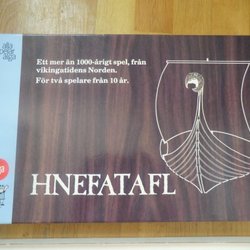 Ett mer än 1000-årigt spel, från
vikingatidens Norden.
För två spelare från 10 år.
HNEFATAFL